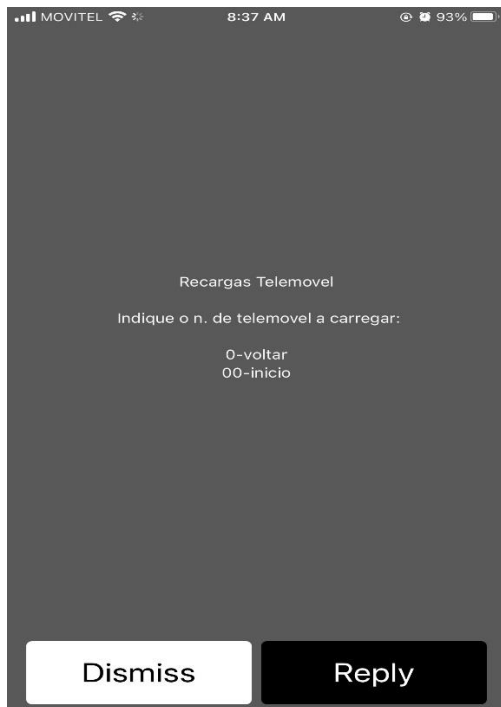 MOVITEL 8:37 AM 93%
Recargas Telemovel
Indique o n. de telemovel a carregar:
0-voltar
00-inicio
Dismiss Reply